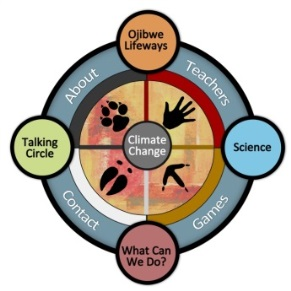 Ojibwe
Lifeways
About
Teachers
Talking
Circle
Climate
Change
Science
Contact
Games
What Can
We Do?